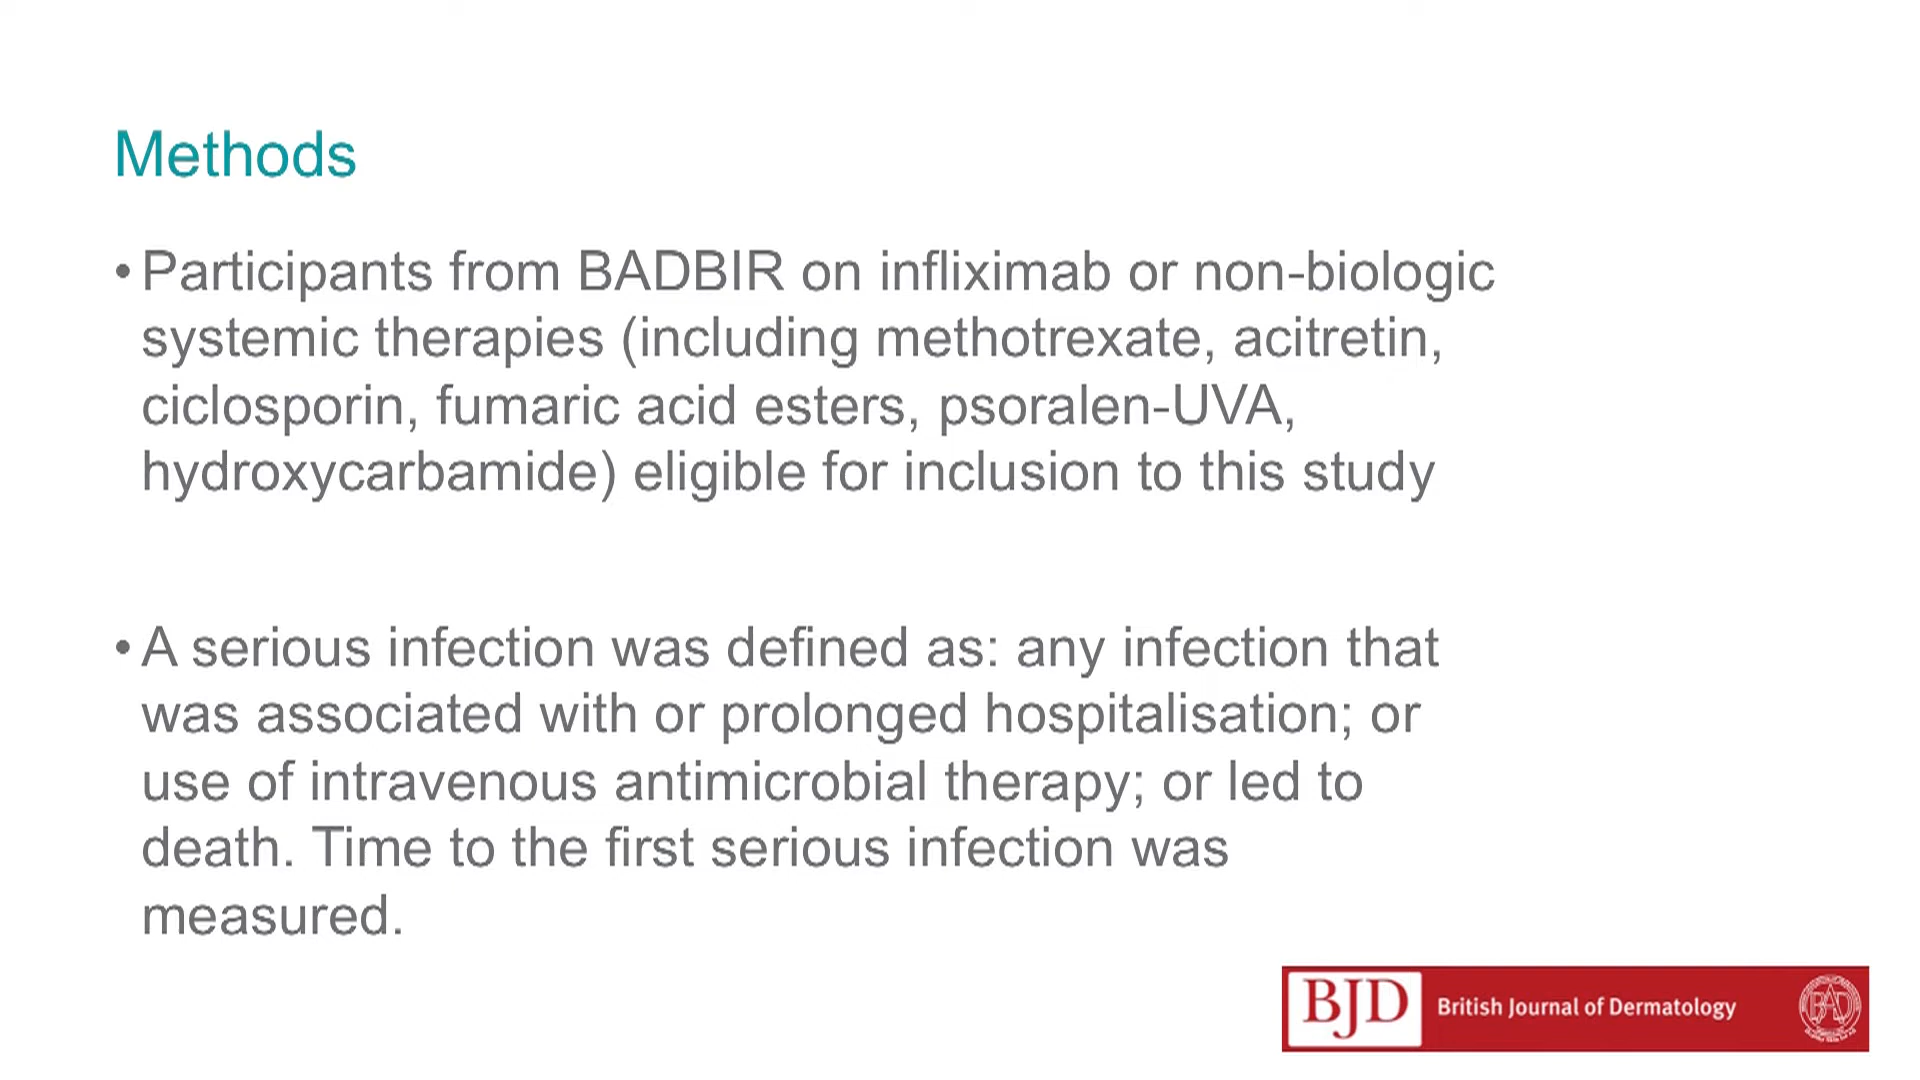 Methods
• Participants from BADBIR on infliximab or non-biologic
systemic therapies (including methotrexate, acitretin,
ciclosporin, fumaric acid esters, psoralen-UVA,
hydroxycarbamide) eligible for inclusion to this study
• A serious infection was defined as: any infection that
was associated with or prolonged hospitalisation; or
use of intravenous antimicrobial therapy; or led to
death. Time to the first serious infection was
measured.
BJD British Journal of Dermatology
BAD